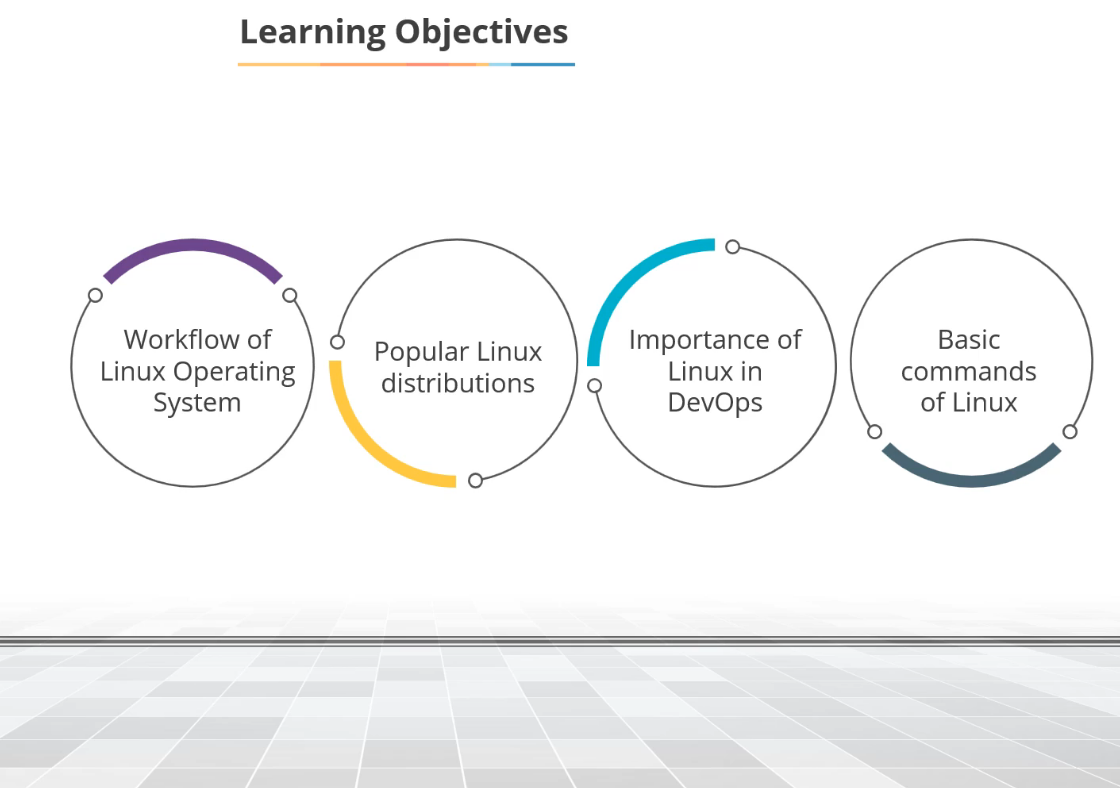 Learning Objectives
Workflow of
Linux Operating
System
Popular Linux
distributions
Importance of
Linux in
DevOps
Basic
commands
of Linux